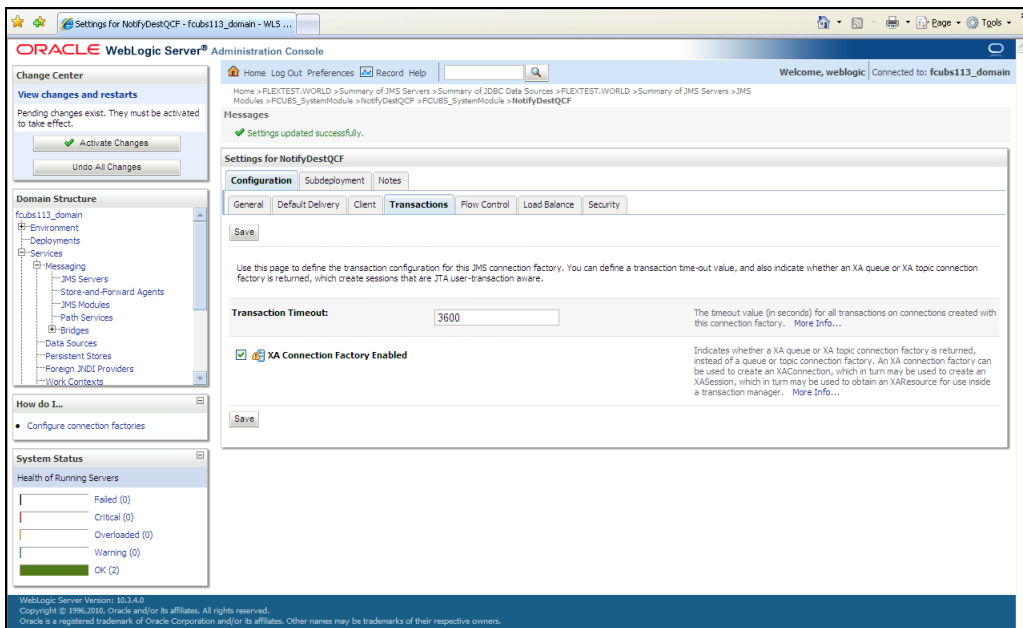 Settings for NotifyDestQCF - fcubs113_domain - WLS ...
Page
Tools
ORACLE WebLogic Server® Administration Console
Change Center
View changes and restarts
Pending changes exist. They must be activated
to take effect.
Activate Changes
Undo All Changes
Domain Structure
fcubs113_domain
Environment
Deployments
Services
Messaging
JMS Servers
Store-and-Forward Agents
JMS Modules
Path Services
Bridges
Data Sources
Persistent Stores
Foreign JNDI Providers
Work Contexts
How do I...
Configure connection factories
System Status
Health of Running Servers
Failed (0)
Critical (0)
Overloaded (0)
Warning (0)
OK (2)
Home Log Out Preferences Record Help
Welcome, weblogic Connected to: fcubs113_domain
Home >FLEXTEST.WORLD >Summary of JMS Servers >Summary of JDBC Data Sources >FLEXTEST.WORLD >Summary of JMS Servers >JMS
Modules >FCUBS_SystemModule >NotifyDestQCF >FCUBS_SystemModule >NotifyDestQCF
Messages
Settings updated successfully.
Settings for NotifyDestQCF
Configuration Subdeployment Notes
General Default Delivery Client Transactions Flow Control Load Balance Security
Save
Use this page to define the transaction configuration for this JMS connection factory. You can define a transaction time-out value, and also indicate whether an XA queue or XA topic connection
factory is returned, which create sessions that are JTA user-transaction aware.
Transaction Timeout:
3600
The timeout value (in seconds) for all transactions on connections created with
this connection factory. More Info...
XA Connection Factory Enabled
Indicates whether a XA queue or XA topic connection factory is returned,
instead of a queue or topic connection factory. An XA connection factory can
be used to create an XAConnection, which in turn may be used to create an
XASession, which in turn may be used to obtain an XAResource for use inside
a transaction manager. More Info...
Save
WebLogic Server Version: 10.3.4.0
Copyright © 1996,2010, Oracle and/or its affiliates. All rights reserved.
Oracle is a registered trademark of Oracle Corporation and/or its affiliates. Other names may be trademarks of their respective owners.